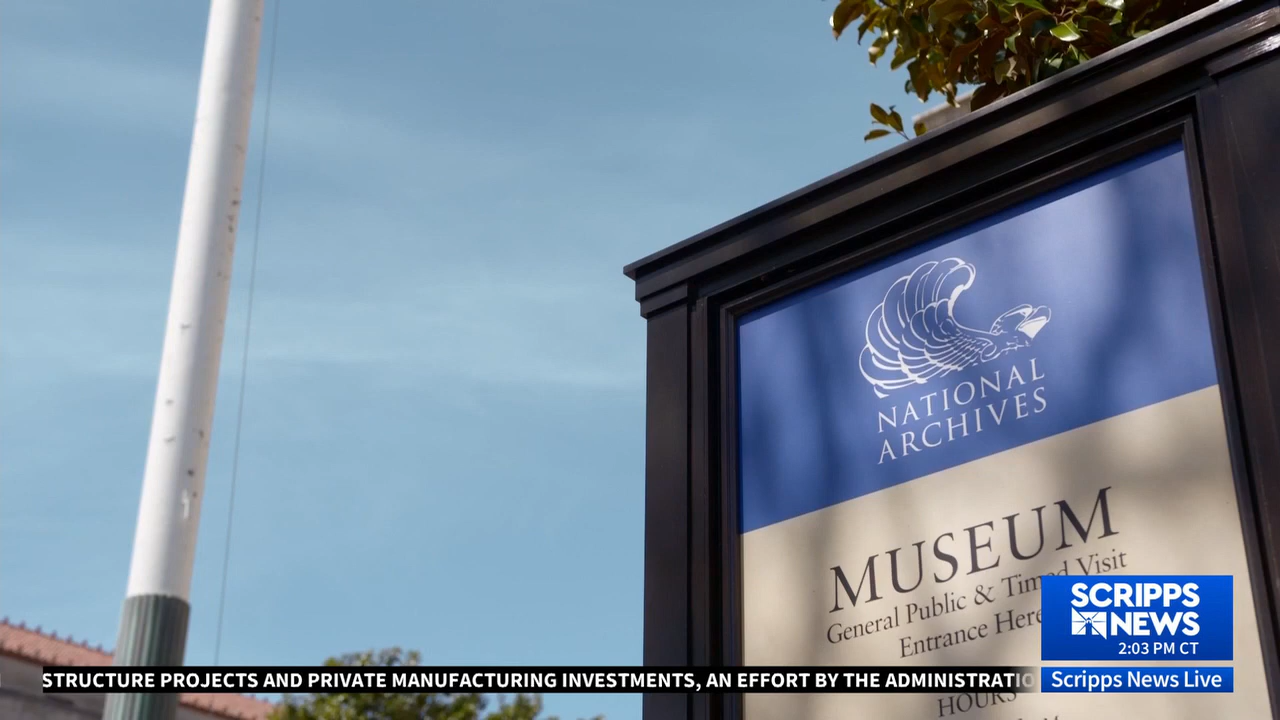 NATIONAL
ARCHIVES
MUSEUM
General Public & Timed Visit
Entrance Here
HOURS
SCRIPPS
NEWS
2:03 PM CT
Scripps News Live
STRUCTURE PROJECTS AND PRIVATE MANUFACTURING INVESTMENTS, AN EFFORT BY THE ADMINISTRATIO